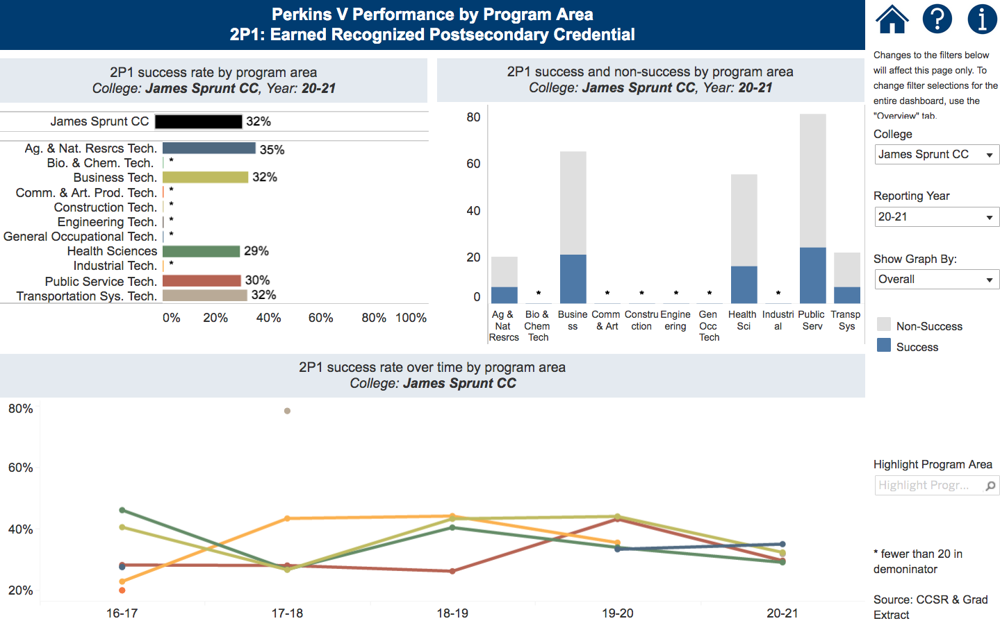 Perkins V Performance by Program Area
2P1: Earned Recognized Postsecondary Credential
2P1 success rate by program area
College: James Sprunt CC, Year: 20-21
James Sprunt CC 32%
Ag. & Nat. Resrcs Tech. 35%
Bio. & Chem. Tech. *
Business Tech. 32%
Comm. & Art. Prod. Tech. *
Construction Tech. *
Engineering Tech. *
General Occupational Tech. *
Health Sciences 29%
Industrial Tech. *
Public Service Tech. 30%
Transportation Sys. Tech. 32%
0% 20% 40% 60% 80% 100%
2P1 success and non-success by program area
College: James Sprunt CC, Year: 20-21
80
60
40
20
0
* * * * * *
Ag & Nat Resrcs
Bio & Chem Tech
Busine ss
Comm & Art
Constru ction
Engine ering
Gen Occ Tech
Health Sci
Industri al
Public Serv
Transp Sys
2P1 success rate over time by program area
College: James Sprunt CC
80%
60%
40%
20%
16-17 17-18 18-19 19-20 20-21
?
i
Changes to the filters below
will affect this page only. To
change filter selections for the
entire dashboard, use the
"Overview" tab.
College
James Sprunt CC
Reporting Year
20-21
Show Graph By:
Overall
Non-Success
Success
Highlight Program Area
Highlight Progr...
* fewer than 20 in
demoninator
Source: CCSR & Grad
Extract